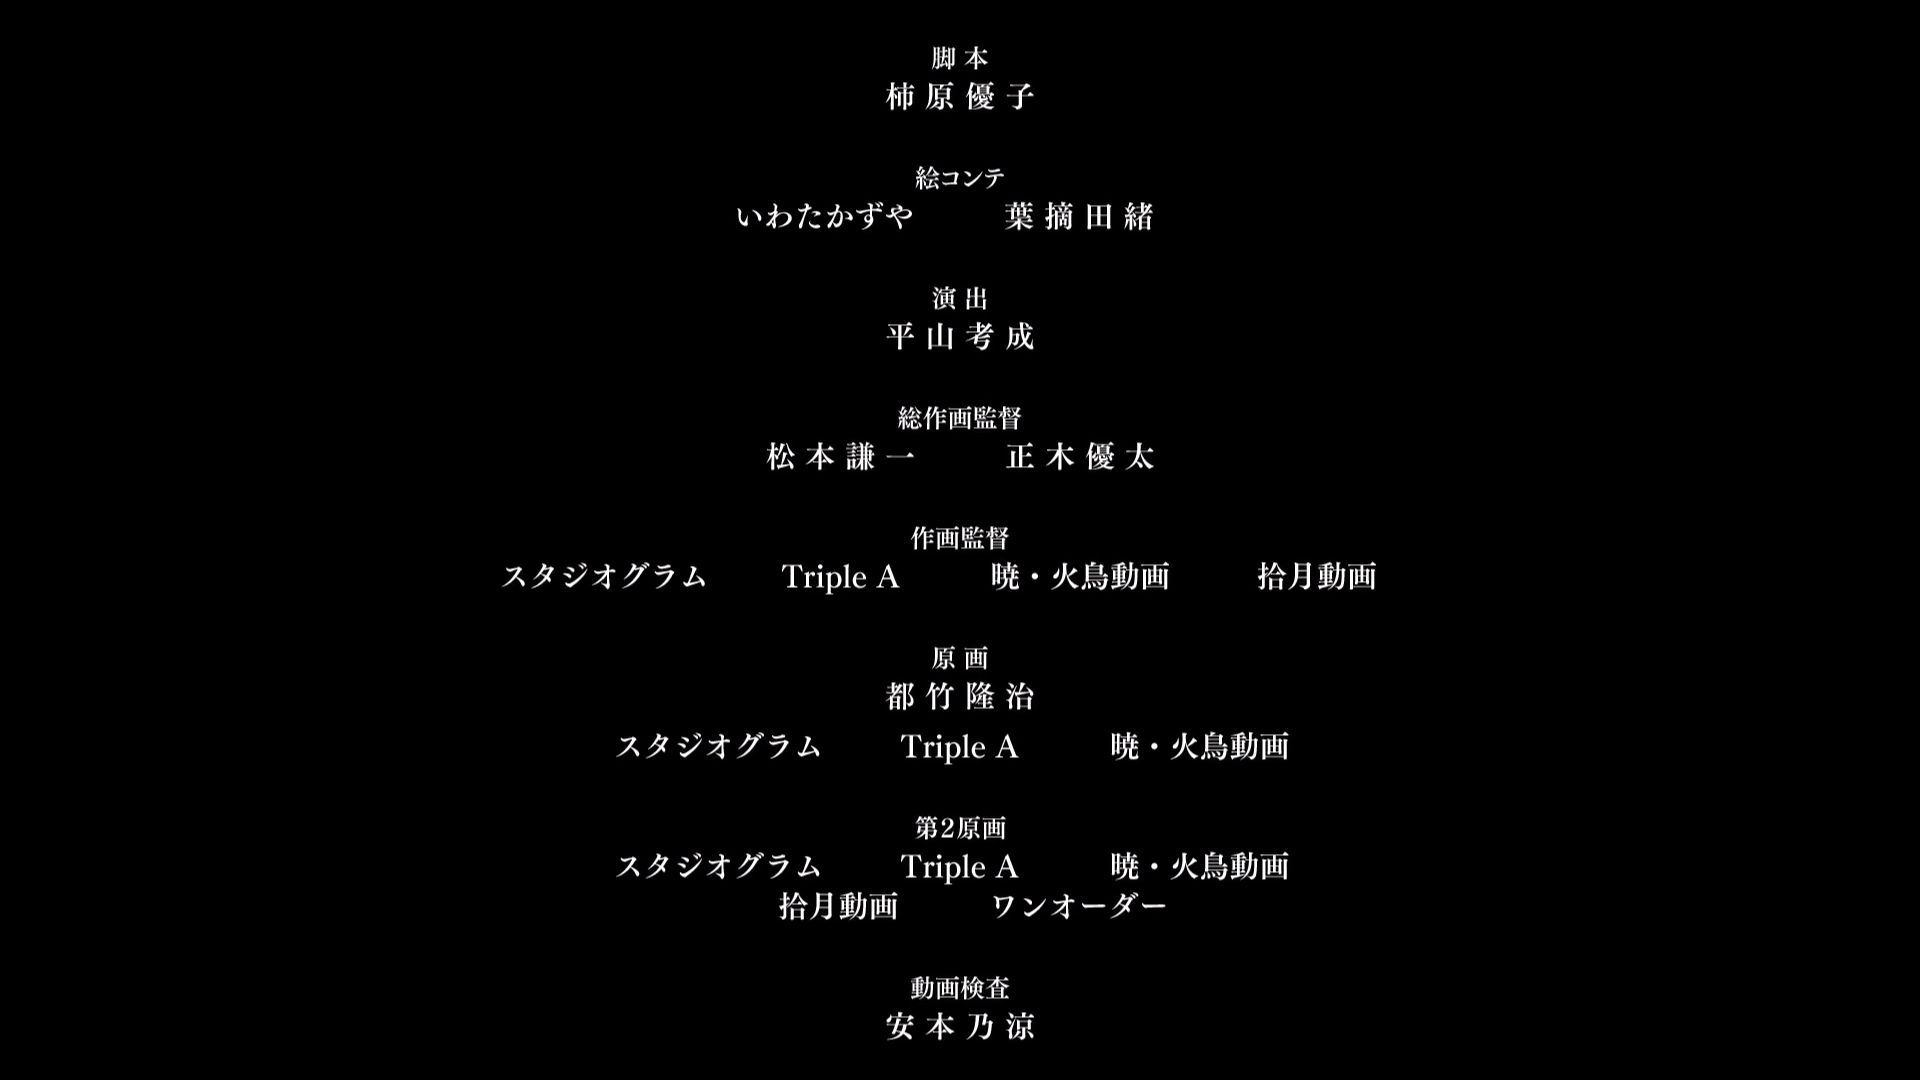 脚本
柿原優子
絵コンテ
いわたかずや 葉摘田緒
演出
平山考成
総作画監督
松本謙一 正木優太
作画監督
スタジオグラム Triple A 暁・火鳥動画 拾月動画
原画
都竹隆治
スタジオグラム Triple A 暁・火鳥動画
第2原画
スタジオグラム Triple A 暁・火鳥動画
拾月動画 ワンオーダー
動画検査
安本乃涼